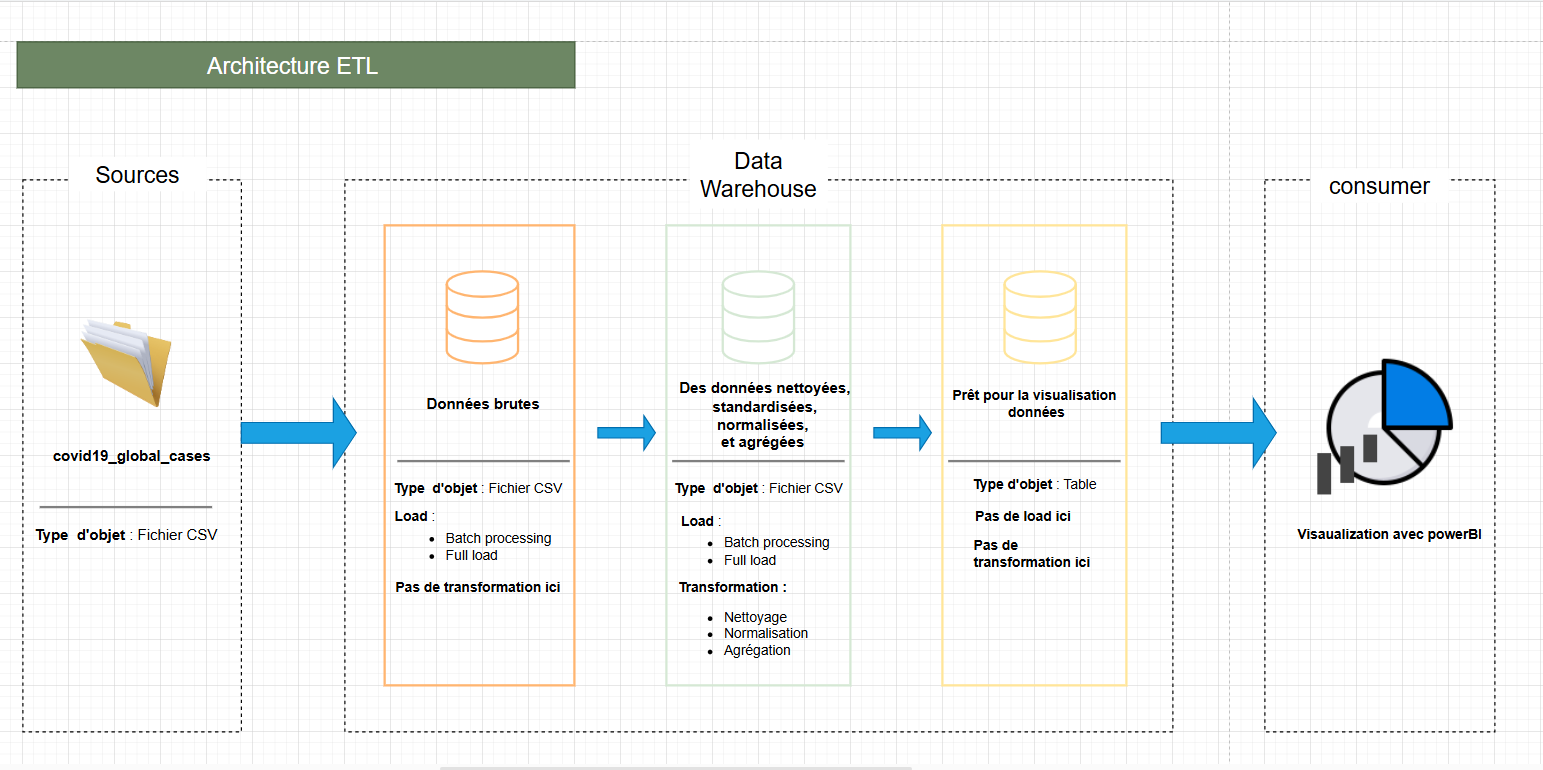 Architecture ETL
Sources
covid19_global_cases
Type d'objet : Fichier CSV
Data
Warehouse
Données brutes
Type d'objet : Fichier CSV
Load :
Batch processing
Full load
Pas de transformation ici
Des données nettoyées,
standardisées,
normalisées,
et agrégées
Type d'objet : Fichier CSV
Load :
Batch processing
Full load
Transformation :
Nettoyage
Normalisation
Agrégation
Prêt pour la visualisation
données
Type d'objet : Table
Pas de load ici
Pas de
transformation ici
consumer
Visaualization avec powerBI